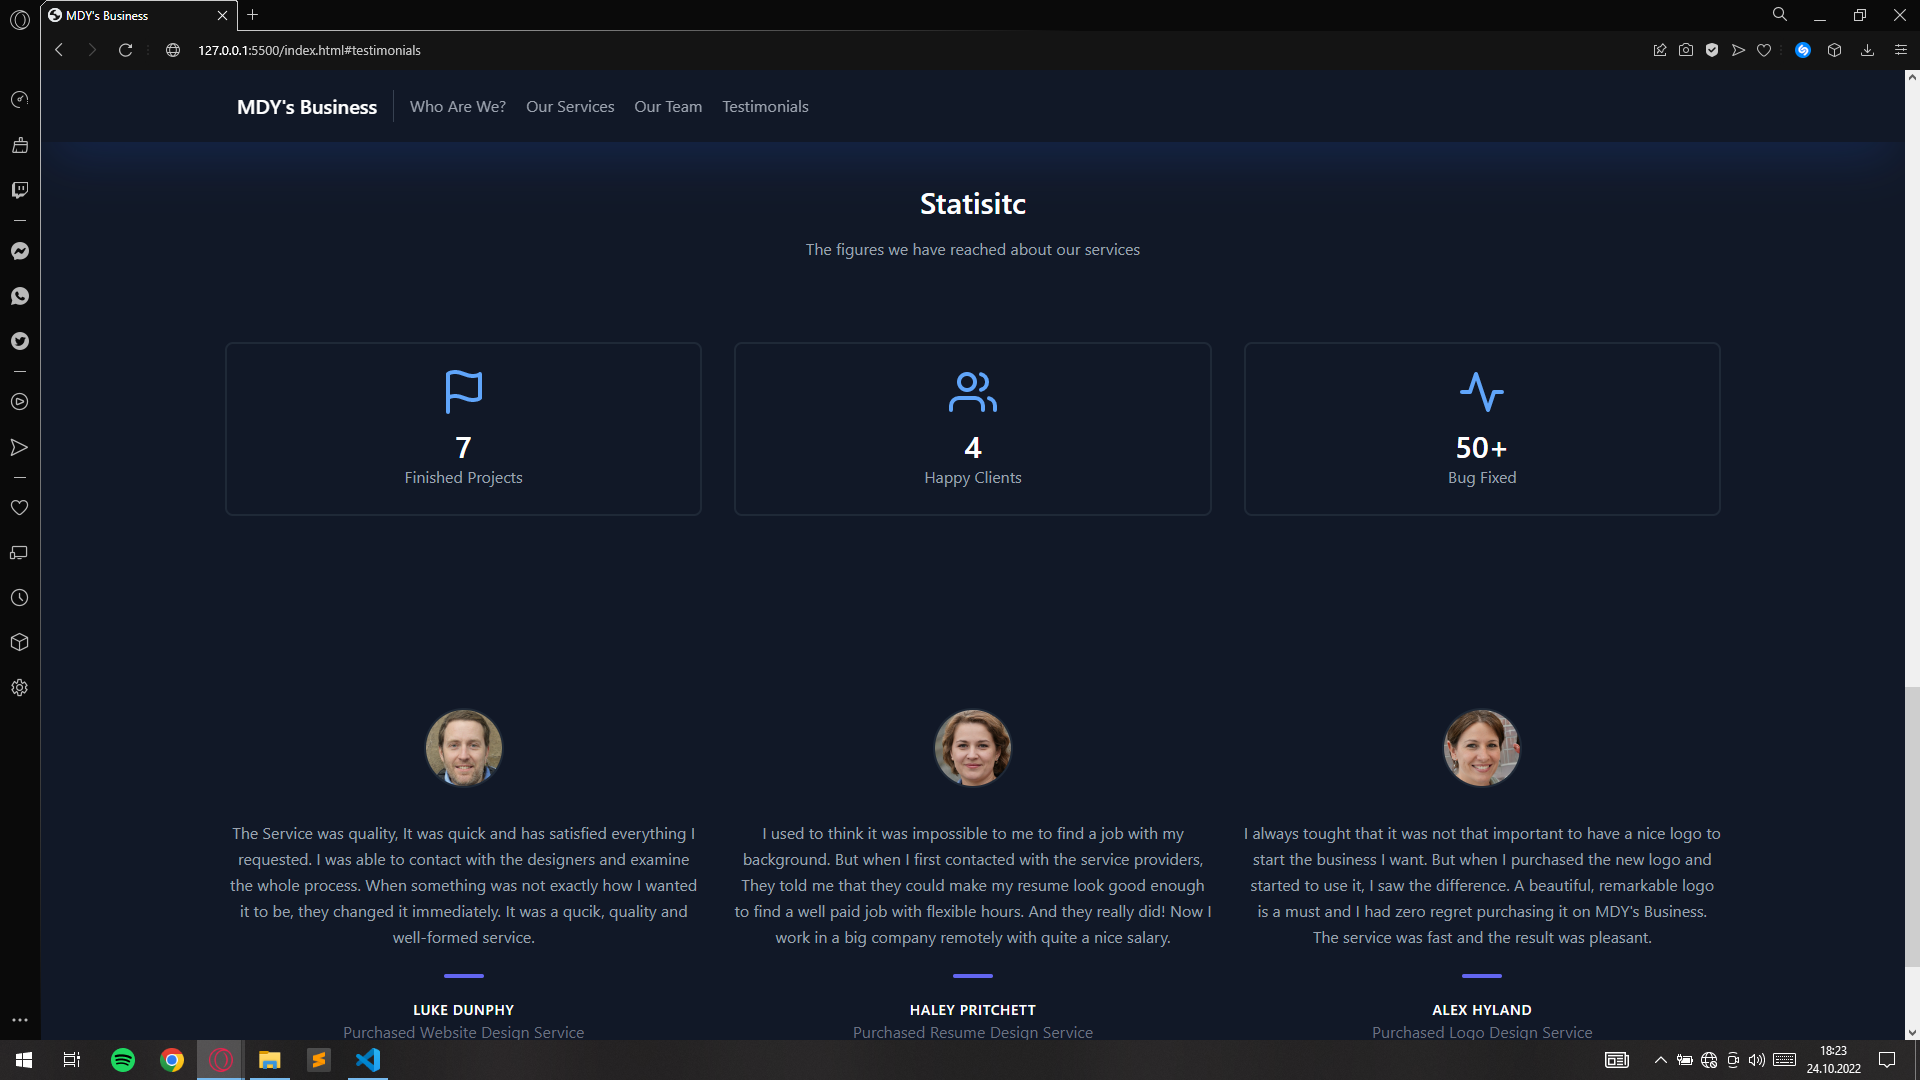 MDY's Business
127.0.0.1:5500/index.html#testimonials
MDY's Business
Who Are We?
Our Services
Our Team
Testimonials
Statisitc
The figures we have reached about our services
7
Finished Projects
4
Happy Clients
50+
Bug Fixed
The Service was quality, It was quick and has satisfied everything I
requested. I was able to contact with the designers and examine
the whole process. When something was not exactly how I wanted
it to be, they changed it immediately. It was a qucik, quality and
well-formed service.
LUKE DUNPHY
Purchased Website Design Service
I used to think it was impossible to me to find a job with my
background. But when I first contacted with the service providers,
They told me that they could make my resume look good enough
to find a well paid job with flexible hours. And they really did! Now I
work in a big company remotely with quite a nice salary.
HALEY PRITCHETT
Purchased Resume Design Service
I always tought that it was not that important to have a nice logo to
start the business I want. But when I purchased the new logo and
started to use it, I saw the difference. A beautiful, remarkable logo
is a must and I had zero regret purchasing it on MDY's Business.
The service was fast and the result was pleasant.
ALEX HYLAND
Purchased Logo Design Service
18:23
24.10.2022